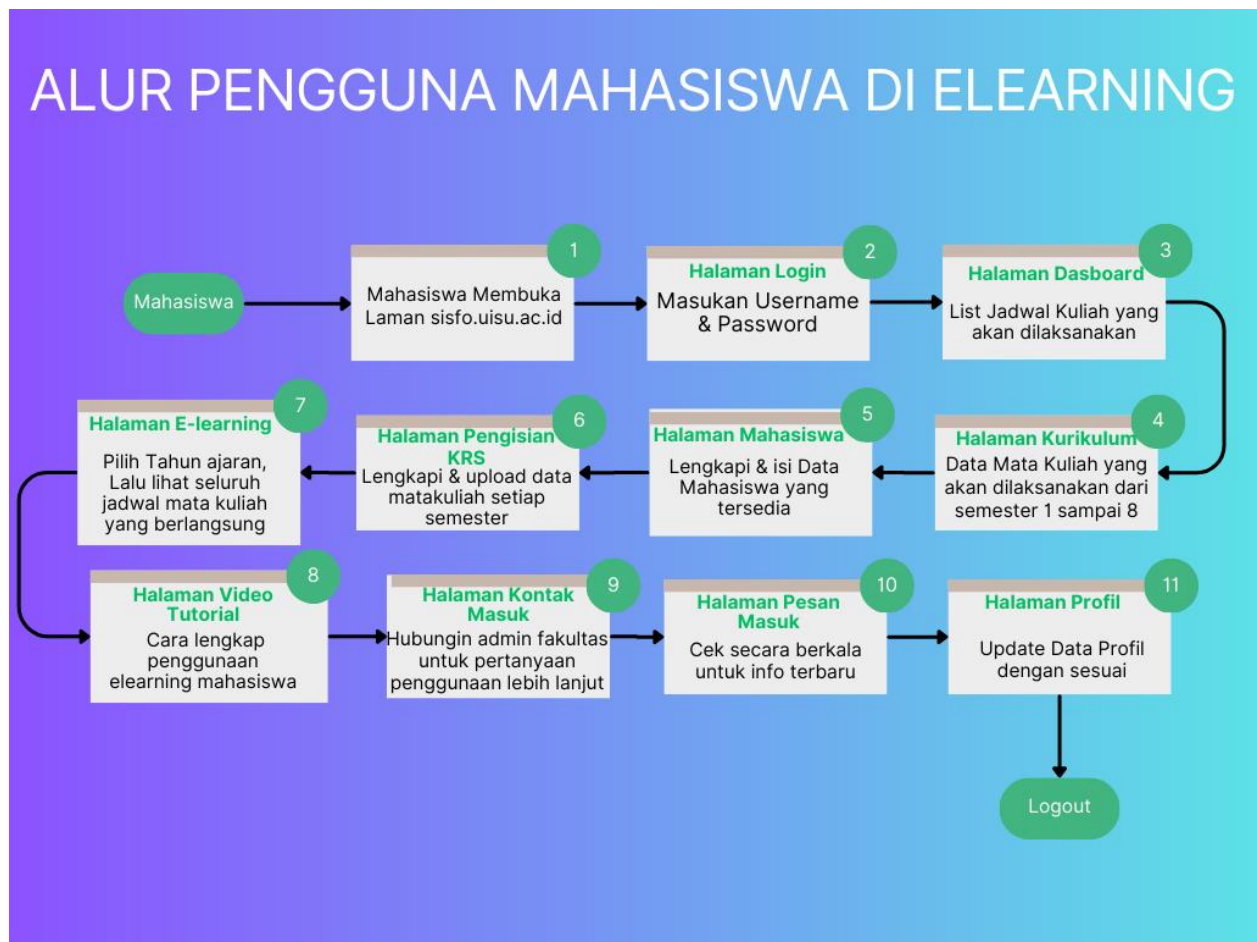 ALUR PENGGUNA MAHASISWA DI ELEARNING
Mahasiswa
1
Mahasiswa Membuka
Laman sisfo.uisu.ac.id
2
Halaman Login
Masukan Username
& Password
3
Halaman Dasboard
List Jadwal Kuliah yang
akan dilaksanakan
4
Halaman Kurikulum
Data Mata Kuliah yang
akan dilaksanakan dari
semester 1 sampai 8
5
Halaman Mahasiswa
Lengkapi & isi Data
Mahasiswa yang
tersedia
6
Halaman Pengisian
KRS
Lengkapi & upload data
matakuliah setiap
semester
7
Halaman E-learning
Pilih Tahun ajaran,
Lalu lihat seluruh
jadwal mata kuliah
yang berlangsung
8
Halaman Video
Tutorial
Cara lengkap
penggunaan
elearning mahasiswa
9
Halaman Kontak
Masuk
Hubungin admin fakultas
untuk pertanyaan
penggunaan lebih lanjut
10
Halaman Pesan
Masuk
Cek secara berkala
untuk info terbaru
11
Halaman Profil
Update Data Profil
dengan sesuai
Logout